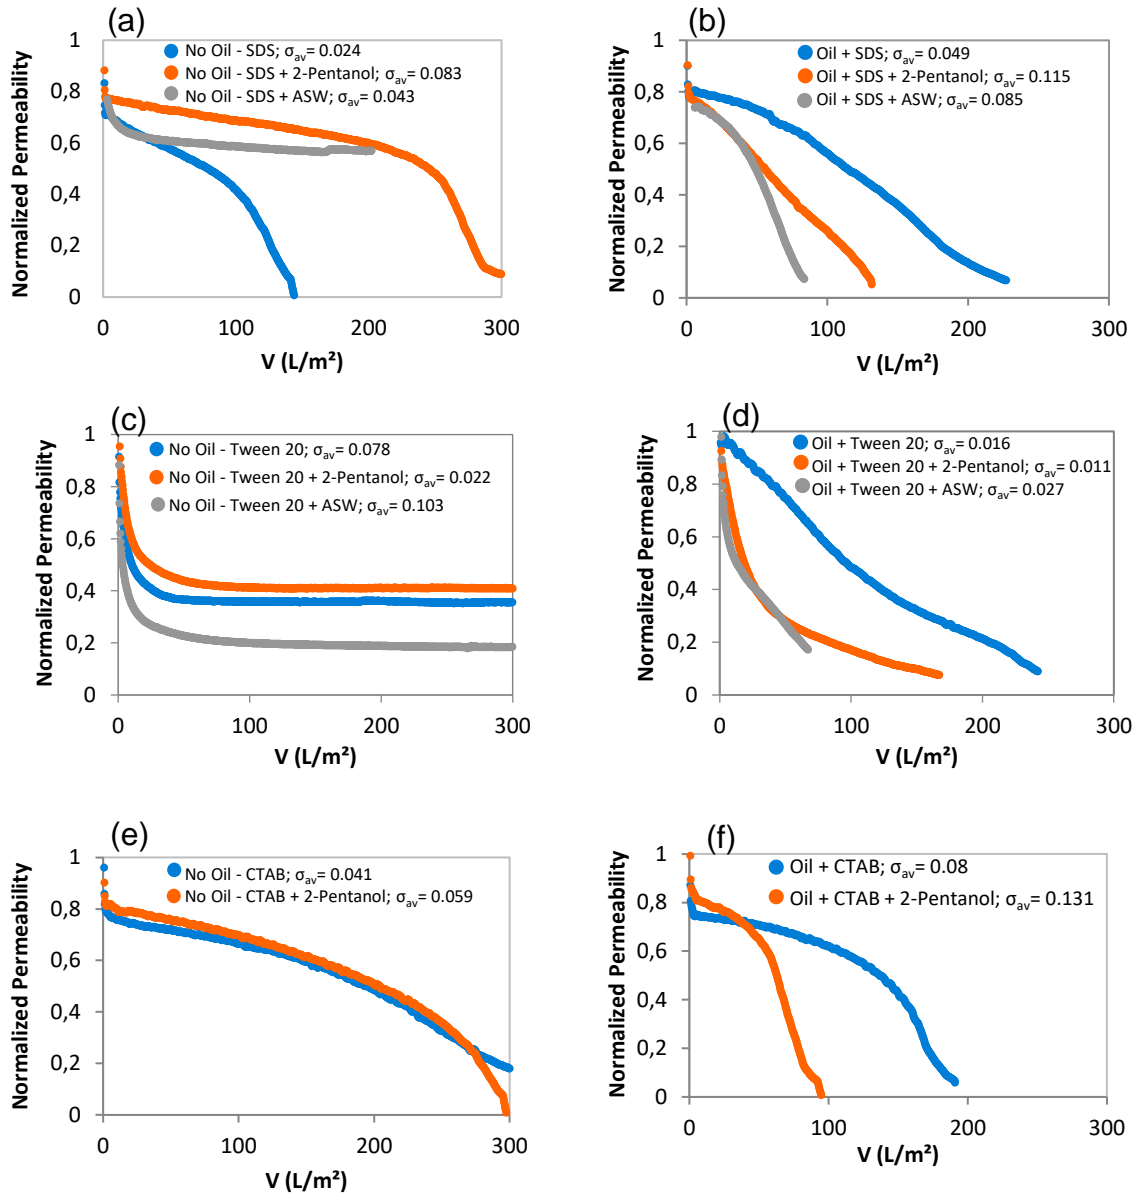 (a)
No Oil - SDS; σav= 0.024
No Oil - SDS + 2-Pentanol; σav= 0.083
No Oil - SDS + ASW; σav= 0.043
Normalized Permeability
1
0,8
0,6
0,4
0,2
0
0
100
200
300
V (L/m²)
(b)
Oil + SDS; σav= 0.049
Oil + SDS + 2-Pentanol; σav= 0.115
Oil + SDS + ASW; σav= 0.085
Normalized Permeability
1
0,8
0,6
0,4
0,2
0
0
100
200
300
V (L/m²)
(c)
No Oil - Tween 20; σav= 0.078
No Oil - Tween 20 + 2-Pentanol; σav= 0.022
No Oil - Tween 20 + ASW; σav= 0.103
Normalized Permeability
1
0,8
0,6
0,4
0,2
0
0
100
200
300
V (L/m²)
(d)
Oil + Tween 20; σav= 0.016
Oil + Tween 20 + 2-Pentanol; σav= 0.011
Oil + Tween 20 + ASW; σav= 0.027
Normalized Permeability
1
0,8
0,6
0,4
0,2
0
0
100
200
300
V (L/m²)
(e)
No Oil - CTAB; σav= 0.041
No Oil - CTAB + 2-Pentanol; σav= 0.059
Normalized Permeability
1
0,8
0,6
0,4
0,2
0
0
100
200
300
V (L/m²)
(f)
Oil + CTAB; σav= 0.08
Oil + CTAB + 2-Pentanol; σav= 0.131
Normalized Permeability
1
0,8
0,6
0,4
0,2
0
0
100
200
300
V (L/m²)